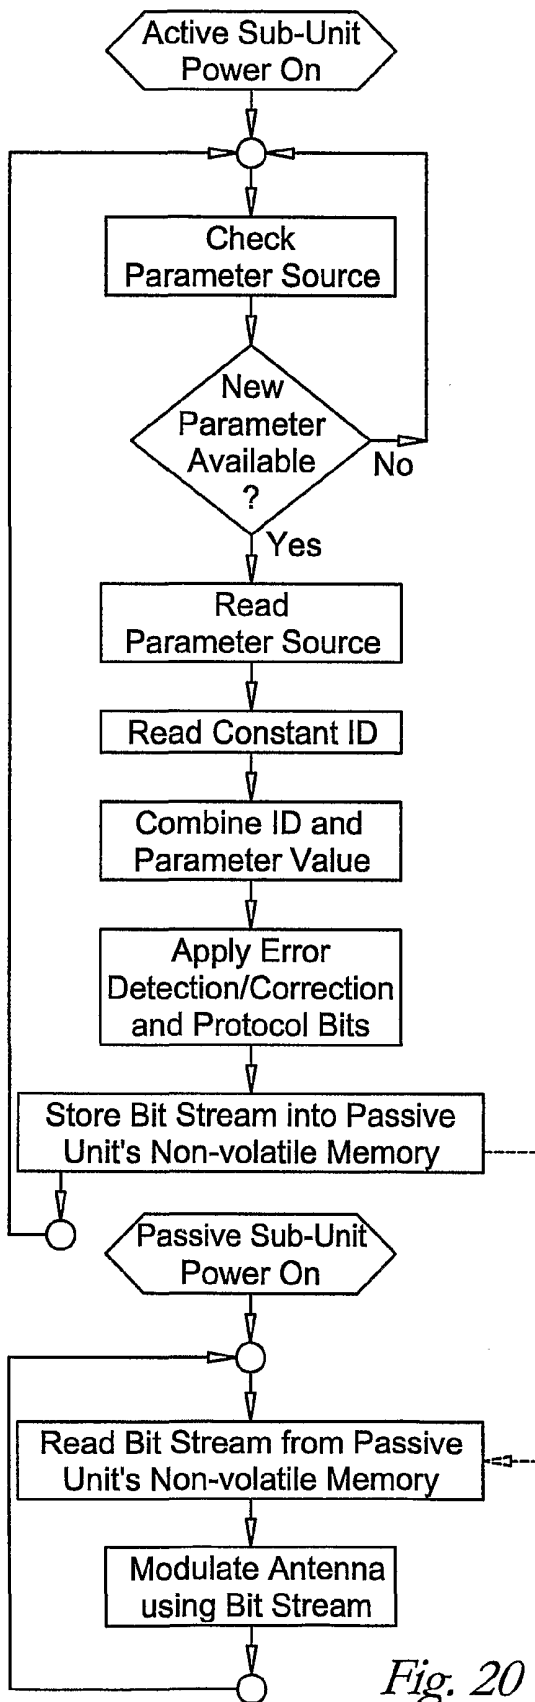 Active Sub-Unit
Power On
Check
Parameter Source
New
Parameter
Available
?
No
Yes
Read
Parameter Source
Read Constant ID
Combine ID and
Parameter Value
Apply Error
Detection/Correction
and Protocol Bits
Store Bit Stream into Passive
Unit's Non-volatile Memory
Passive Sub-Unit
Power On
Read Bit Stream from Passive
Unit's Non-volatile Memory
Modulate Antenna
using Bit Stream
Fig. 20